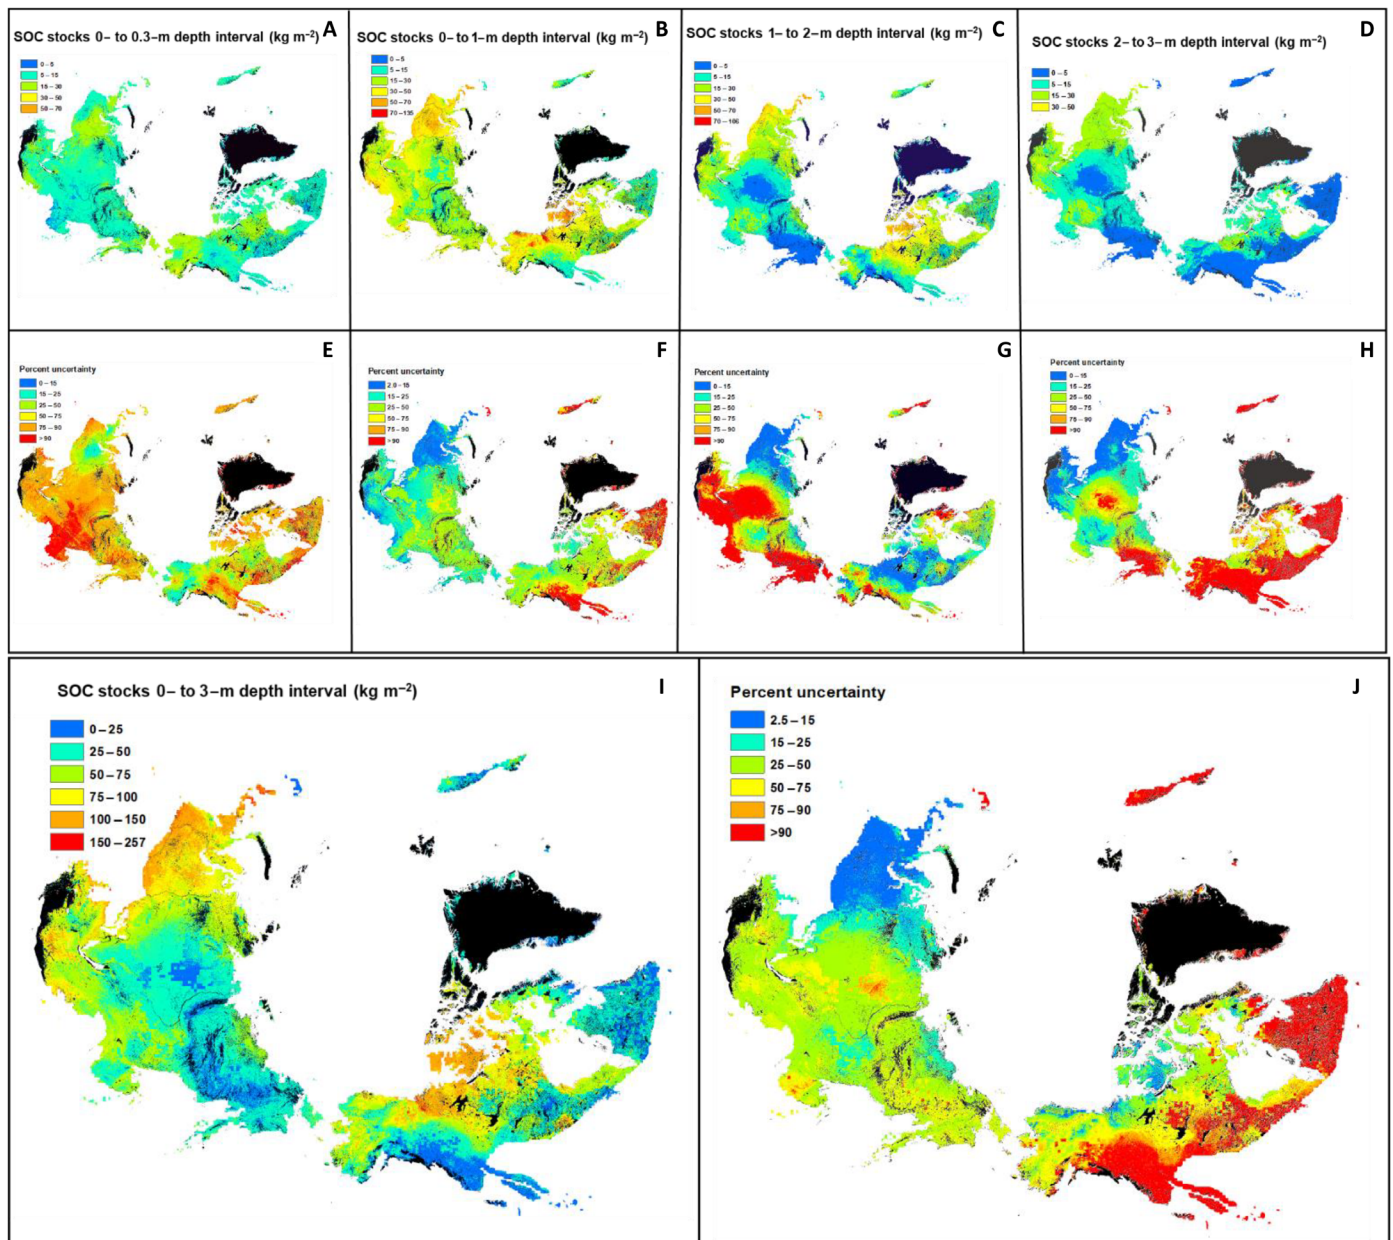 SOC stocks 0– to 0.3–m depth interval (kg m−2) A
0 – 5
5 – 15
15 – 30
30 – 50
50 – 70
SOC stocks 0– to 1–m depth interval (kg m−2) B
0 – 5
5 – 15
15 – 30
30 – 50
50 – 70
70 – 135
SOC stocks 1– to 2–m depth interval (kg m−2) C
0 – 5
5 – 15
15 – 30
30 – 50
50 – 70
70 – 106
SOC stocks 2– to 3–m depth interval (kg m−2) D
0 – 5
5 – 15
15 – 30
30 – 50
E
Percent uncertainty
0 – 15
15 – 25
25 – 50
50 – 75
75 – 90
>90
F
Percent uncertainty
2.0 – 15
15 – 25
25 – 50
50 – 75
75 – 90
>90
G
Percent uncertainty
0 – 15
15 – 25
25 – 50
50 – 75
75 – 90
>90
H
Percent uncertainty
0 – 15
15 – 25
25 – 50
50 – 75
75 – 90
>90
SOC stocks 0– to 3–m depth interval (kg m−2) I
0 – 25
25 – 50
50 – 75
75 – 100
100 – 150
150 – 257
Percent uncertainty J
2.5 – 15
15 – 25
25 – 50
50 – 75
75 – 90
>90